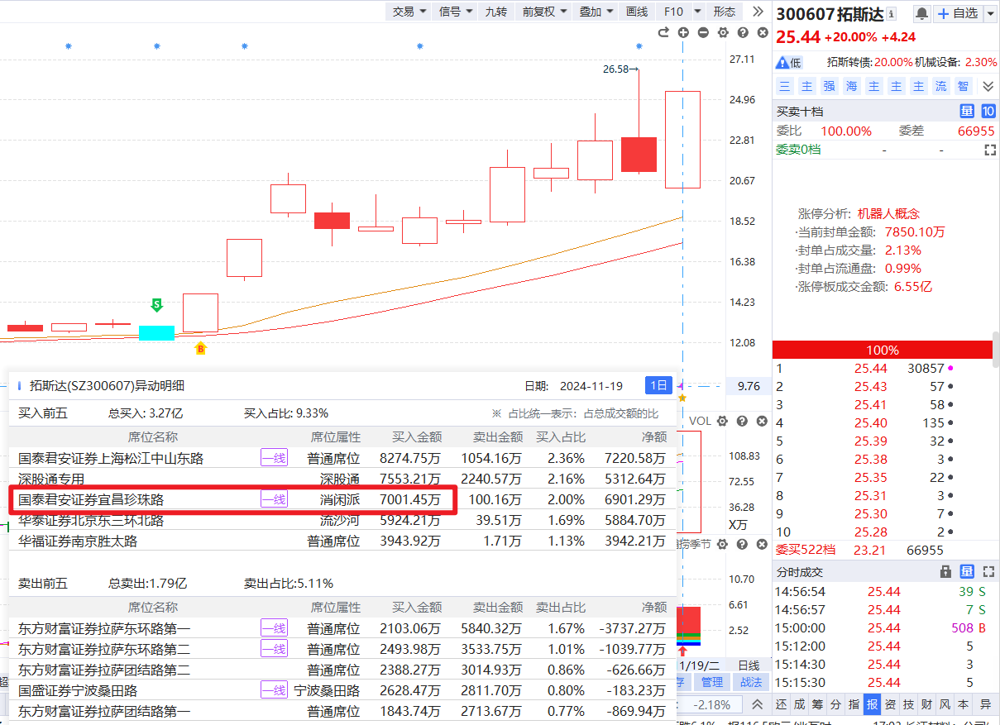 交易 信号 九转 前复权 叠加 画线 F10 形态
300607 拓斯达 自选
25.44 +20.00% +4.24
低 拓斯转债: 20.00% 机械设备: 2.30%
三 主 强 海 主 主 主 流 智
买卖十档 量 10
委比 100.00% 委差 66955
委卖0档 - -
涨停分析: 机器人概念
·当前封单金额: 7850.10万
·封单占成交量: 2.13%
·封单占流通盘: 0.99%
·涨停板成交金额: 6.55亿
100%
1 25.44 30857
2 25.43 57
3 25.41 58
4 25.40 135
5 25.39 32
6 25.38 3
7 25.35 22
8 25.31 3
9 25.30 7
10 25.28 2
委买522档 23.21 66955
分时成交 量
14:56:54 25.44 39 S
14:56:57 25.44 7 S
15:00:00 25.44 508 B
15:12:00 25.44 5
15:14:30 25.44 3
15:15:30 25.44 5
还 成 筹 分 指 报 资 技 财 风 本 异
26.58
27.11
24.96
22.81
20.67
18.52
16.38
14.23
12.08
9.76
S
B
VOL
108.83
72.55
36.28
X万
捞季节
10.70
6.61
2.52
1/19/二 日线
管理 战法
-2.18%
拓斯达(SZ300607)异动明细 日期: 2024-11-19 1日
买入前五 总买入: 3.27亿 买入占比: 9.33% ※ 占比统一表示：占总成交额的比
席位名称 席位属性 买入金额 卖出金额 买入占比 净额
国泰君安证券上海松江中山东路 一线 普通席位 8274.75万 1054.16万 2.36% 7220.58万
深股通专用 深股通 7553.21万 2240.57万 2.16% 5312.64万
国泰君安证券宜昌珍珠路 一线 消闲派 7001.45万 100.16万 2.00% 6901.29万
华泰证券北京东三环北路 流沙河 5924.21万 39.51万 1.69% 5884.70万
华福证券南京胜太路 普通席位 3943.92万 1.71万 1.13% 3942.21万
卖出前五 总卖出:1.79亿 卖出占比:5.11%
席位名称 席位属性 买入金额 卖出金额 卖出占比 净额
东方财富证券拉萨东环路第一 一线 普通席位 2103.06万 5840.32万 1.67% -3737.27万
东方财富证券拉萨东环路第二 一线 普通席位 2493.98万 3533.75万 1.01% -1039.77万
东方财富证券拉萨团结路第二 普通席位 2388.27万 3014.93万 0.86% -626.66万
国盛证券宁波桑田路 一线 宁波桑田路 2628.47万 2811.70万 0.80% -183.23万
东方财富证券拉萨团结路第一 普通席位 1843.74万 2713.67万 0.77% -869.94万